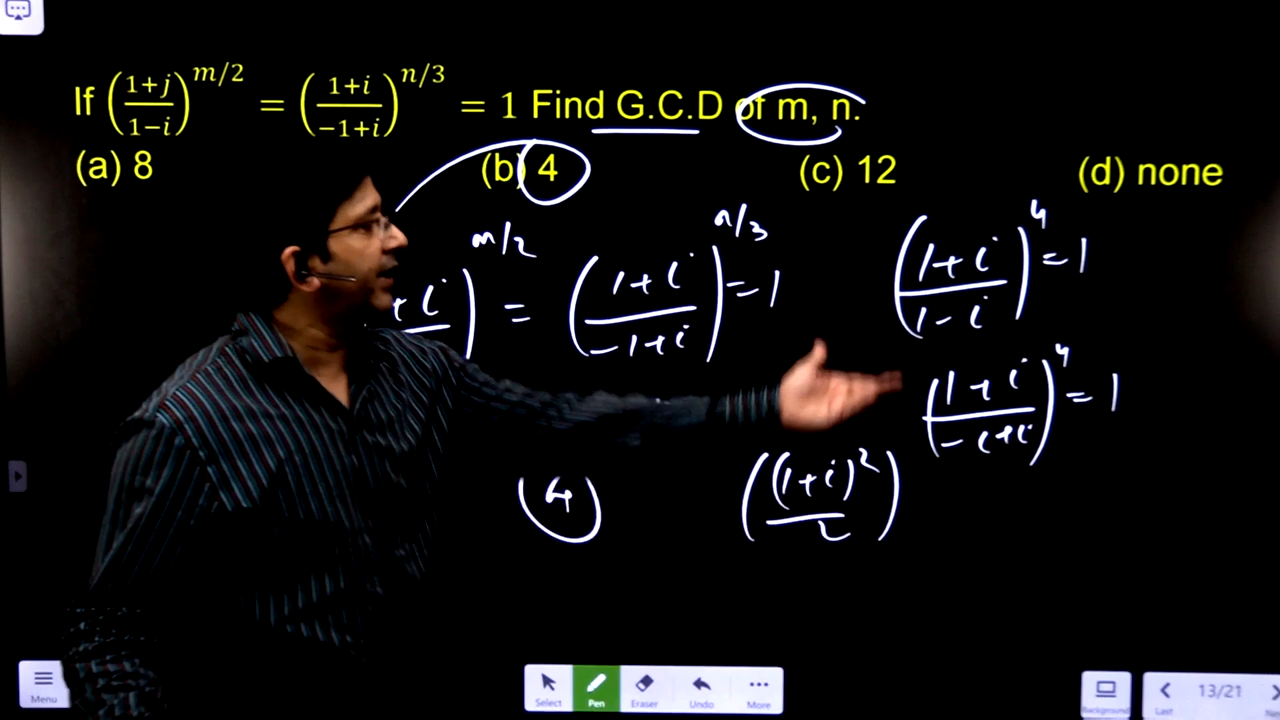 If ((1+j)/(1−i))^(m/2) = ((1+i)/(−1+i))^(n/3) = 1 Find G.C.D of m, n.
(a) 8 (b) 4 (c) 12 (d) none
+i)^(m/2) = ((1+i)/(-1+i))^(n/3) = 1
((1+i)/(1-i))^4 = 1
((1+i)/(-i+i))^4 = 1
4
((1+i)^2/2)
Menu Select Pen Eraser Undo More Background 13/21 Last